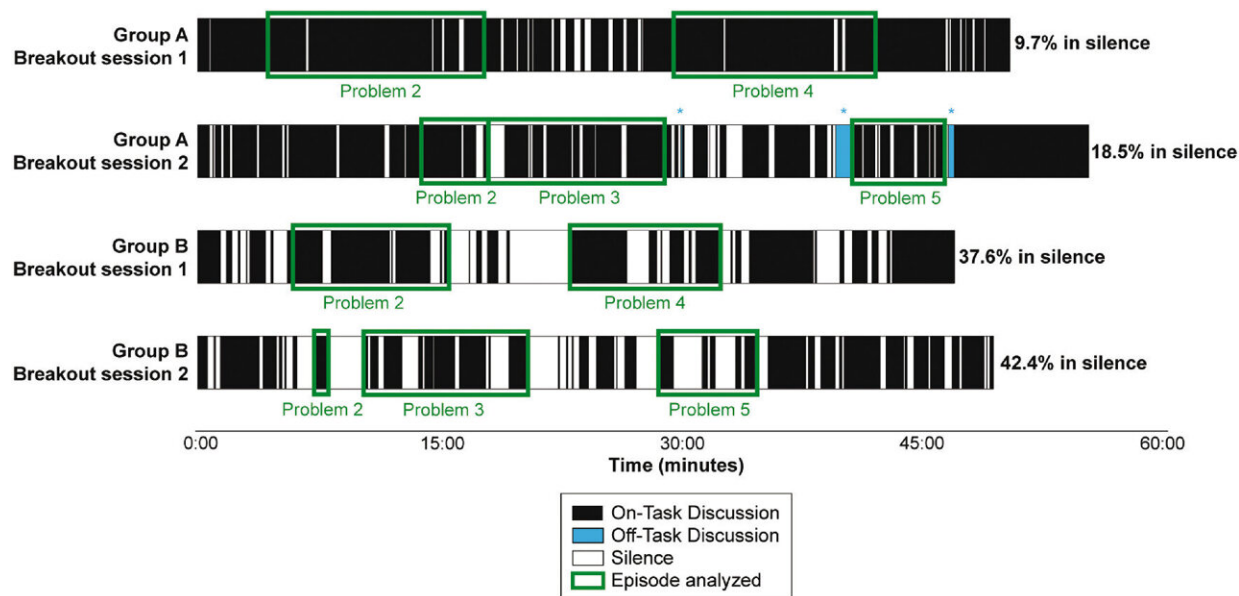 Group A
Breakout session 1
9.7% in silence
Problem 2
Problem 4
Group A
Breakout session 2
* * *
18.5% in silence
Problem 2
Problem 3
Problem 5
Group B
Breakout session 1
37.6% in silence
Problem 2
Problem 4
Group B
Breakout session 2
42.4% in silence
Problem 2
Problem 3
Problem 5
0:00 15:00 30:00 45:00 60:00
Time (minutes)
On-Task Discussion
Off-Task Discussion
Silence
Episode analyzed